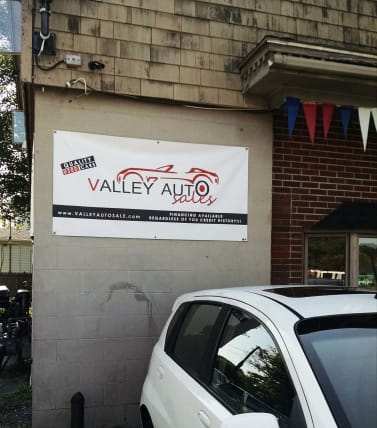 QUALITY
USED CARS
VALLEY AUTO
sales
WWW.VALLEYAUTOSALE.COM
FINANCING AVAILABLE
REGARDLESS OF YOU CREDIT HISTORY!!